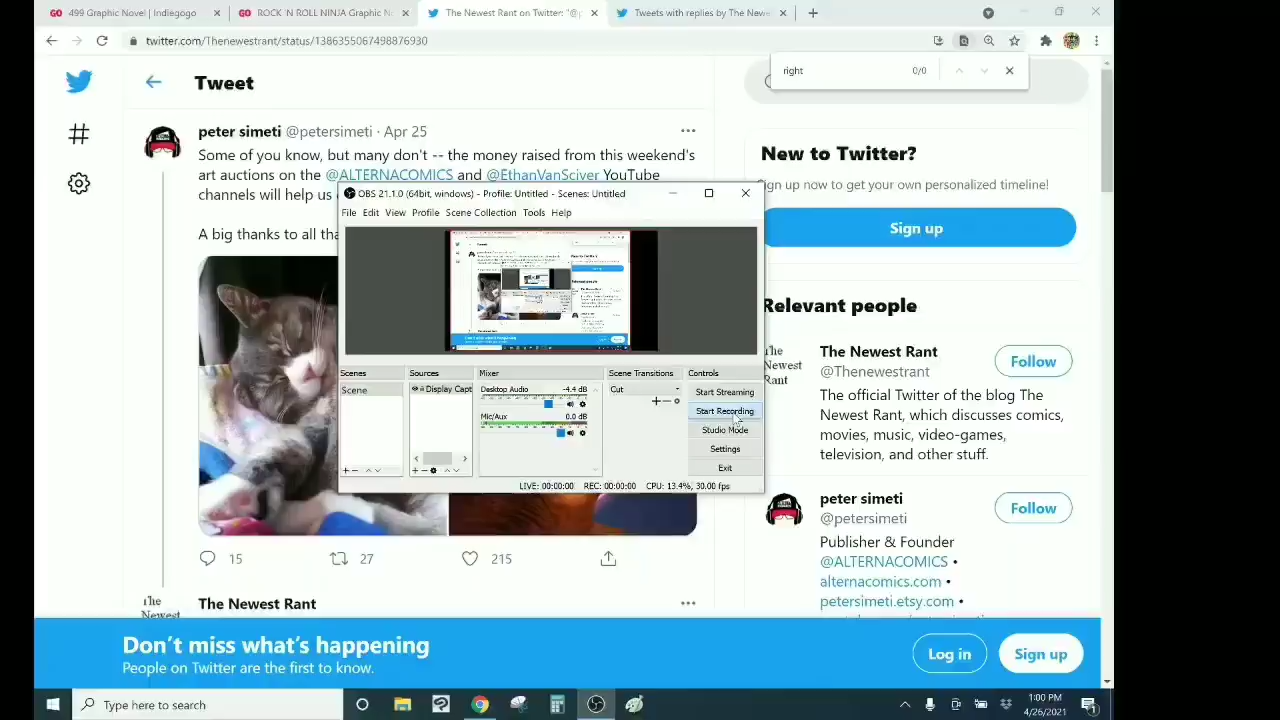 499 Graphic Novel | Indiegogo
ROCK 'N ROLL NINJA Graphic N
The Newest Rant on Twitter: "@p
Tweets with replies by The Newe
twitter.com/Thenewestrant/status/1386355067498876930
right
0/0
Tweet
peter simeti @petersimeti · Apr 25
Some of you know, but many don't -- the money raised from this weekend's
art auctions on the @ALTERNACOMICS and @EthanVanSciver YouTube
channels will help us
A big thanks to all tha
15
27
215
The
Newest
The Newest Rant
OBS 21.1.0 (64bit, windows) - Profile: Untitled - Scenes: Untitled
File Edit View Profile Scene Collection Tools Help
Scenes
Scene
Sources
Display Capt
Mixer
Desktop Audio -4.4 dB
Mic/Aux 0.0 dB
Scene Transitions
Cut
Controls
Start Streaming
Start Recording
Studio Mode
Settings
Exit
LIVE: 00:00:00 REC: 00:00:00 CPU: 13.4%, 30.00 fps
New to Twitter?
Sign up now to get your own personalized timeline!
Sign up
Relevant people
The
Newest
Rant
The Newest Rant
@Thenewestrant
Follow
The official Twitter of the blog The
Newest Rant, which discusses comics,
movies, music, video-games,
television, and other stuff.
peter simeti
@petersimeti
Follow
Publisher & Founder
@ALTERNACOMICS •
alternacomics.com •
petersimeti.etsy.com •
Don't miss what's happening
People on Twitter are the first to know.
Log in
Sign up
Type here to search
1:00 PM
4/26/2021